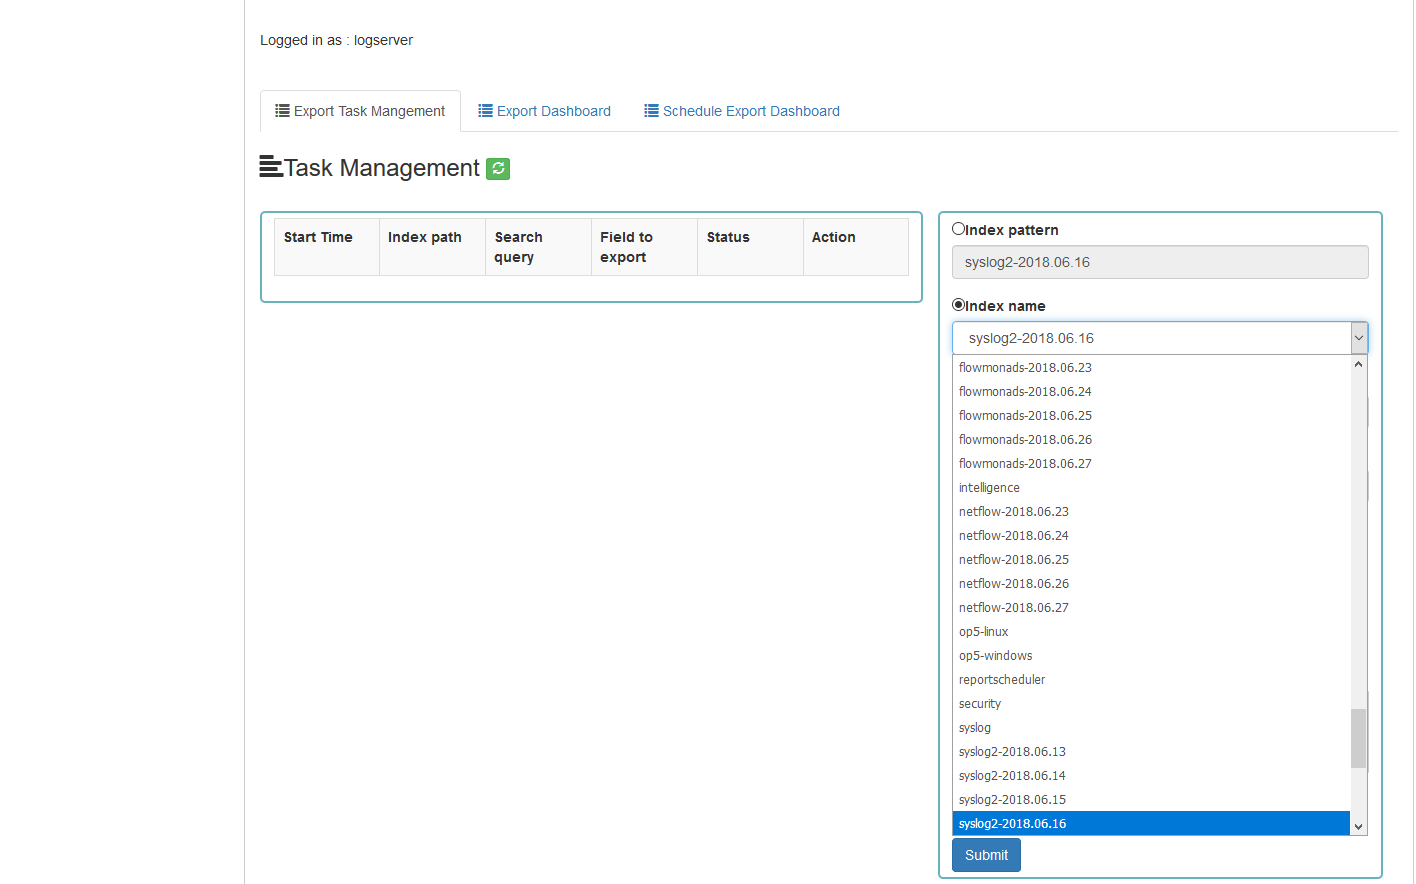 Logged in as : logserver
Export Task Mangement
Export Dashboard
Schedule Export Dashboard
Task Management
Start Time
Index path
Search query
Field to export
Status
Action
Index pattern
syslog2-2018.06.16
Index name
syslog2-2018.06.16
flowmonads-2018.06.23
flowmonads-2018.06.24
flowmonads-2018.06.25
flowmonads-2018.06.26
flowmonads-2018.06.27
intelligence
netflow-2018.06.23
netflow-2018.06.24
netflow-2018.06.25
netflow-2018.06.26
netflow-2018.06.27
op5-linux
op5-windows
reportscheduler
security
syslog
syslog2-2018.06.13
syslog2-2018.06.14
syslog2-2018.06.15
syslog2-2018.06.16
Submit